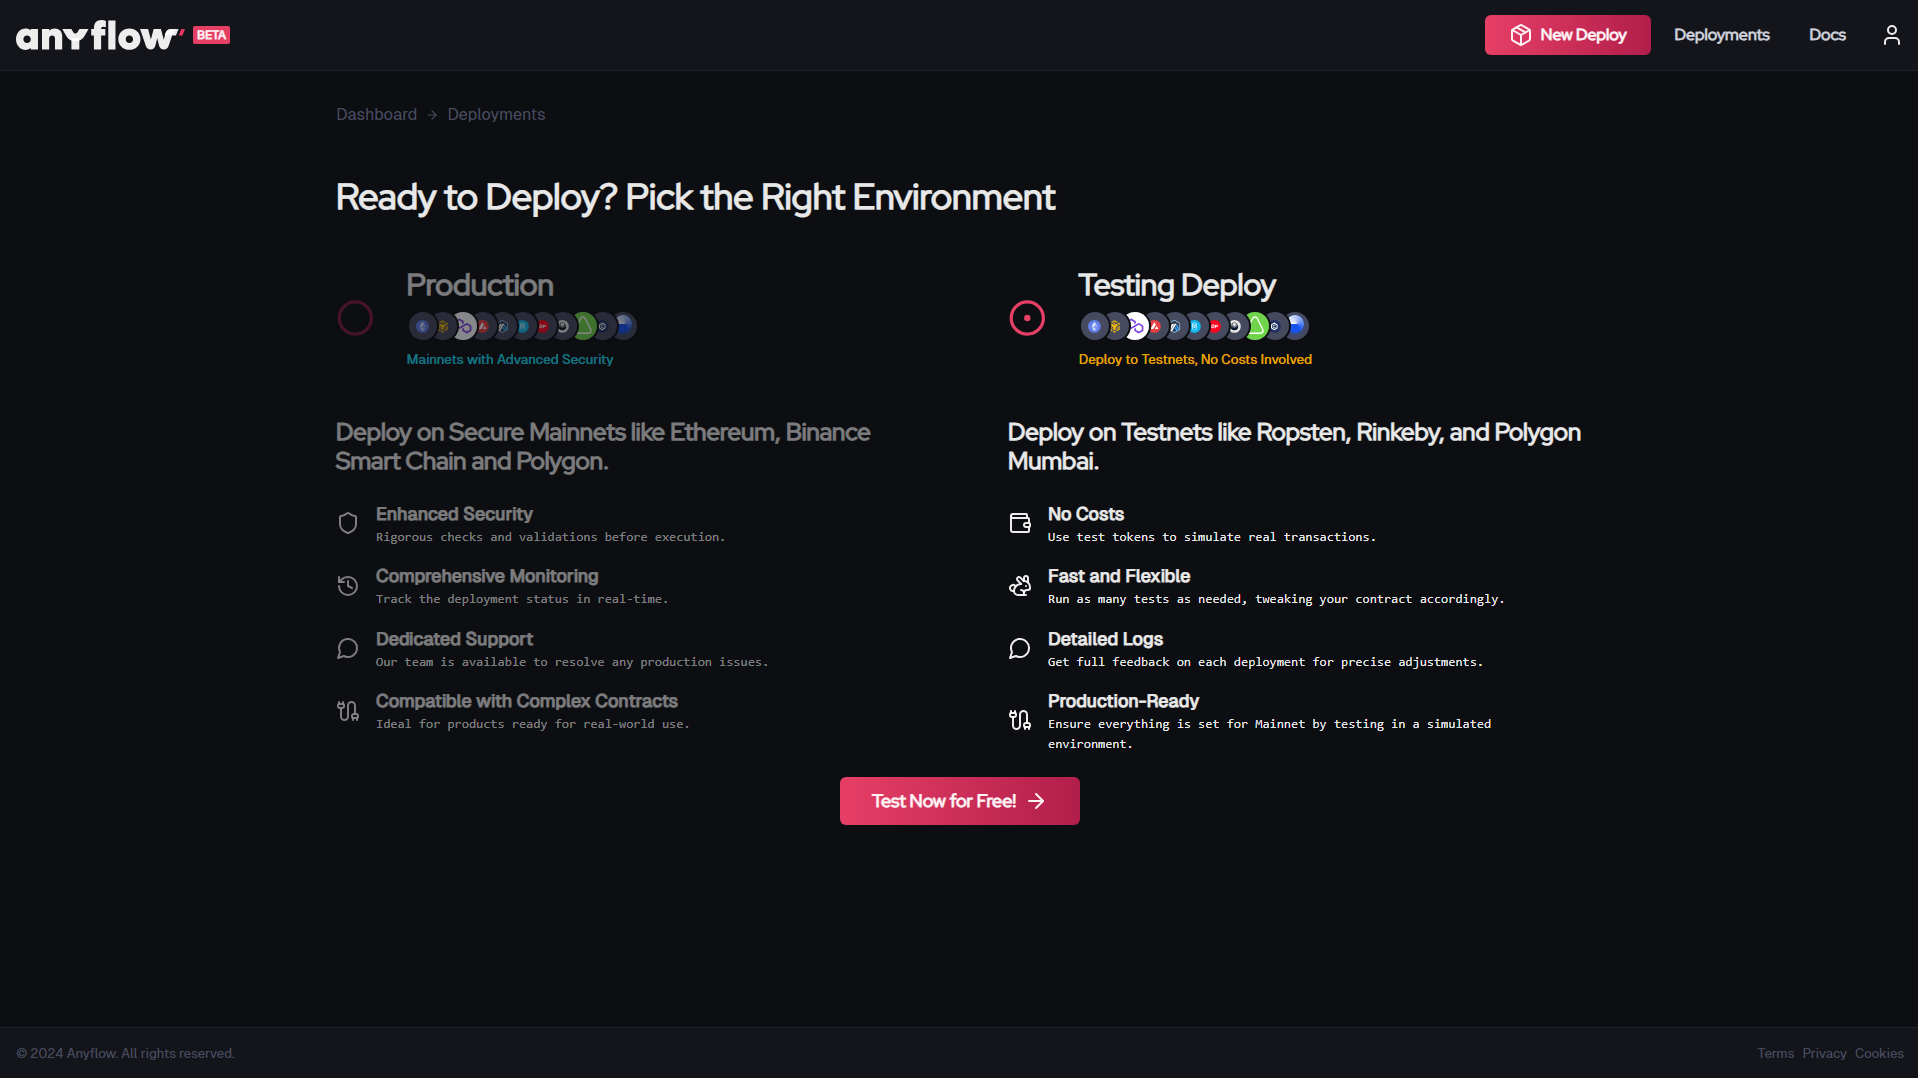 anyflow BETA
New Deploy
Deployments
Docs
Dashboard → Deployments
Ready to Deploy? Pick the Right Environment
Production
Mainnets with Advanced Security
Deploy on Secure Mainnets like Ethereum, Binance
Smart Chain and Polygon.
Enhanced Security
Rigorous checks and validations before execution.
Comprehensive Monitoring
Track the deployment status in real-time.
Dedicated Support
Our team is available to resolve any production issues.
Compatible with Complex Contracts
Ideal for products ready for real-world use.
Testing Deploy
Deploy to Testnets, No Costs Involved
Deploy on Testnets like Ropsten, Rinkeby, and Polygon
Mumbai.
No Costs
Use test tokens to simulate real transactions.
Fast and Flexible
Run as many tests as needed, tweaking your contract accordingly.
Detailed Logs
Get full feedback on each deployment for precise adjustments.
Production-Ready
Ensure everything is set for Mainnet by testing in a simulated
environment.
Test Now for Free!
© 2024 Anyflow. All rights reserved.
Terms Privacy Cookies